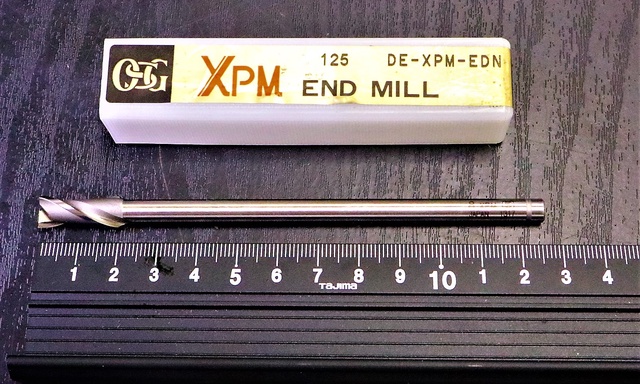 OSG XPM 125 DE-XPM-EDN
END MILL
1 2 3 4 5 6 7 8 9 10 1 2 3 4
TAJIMA